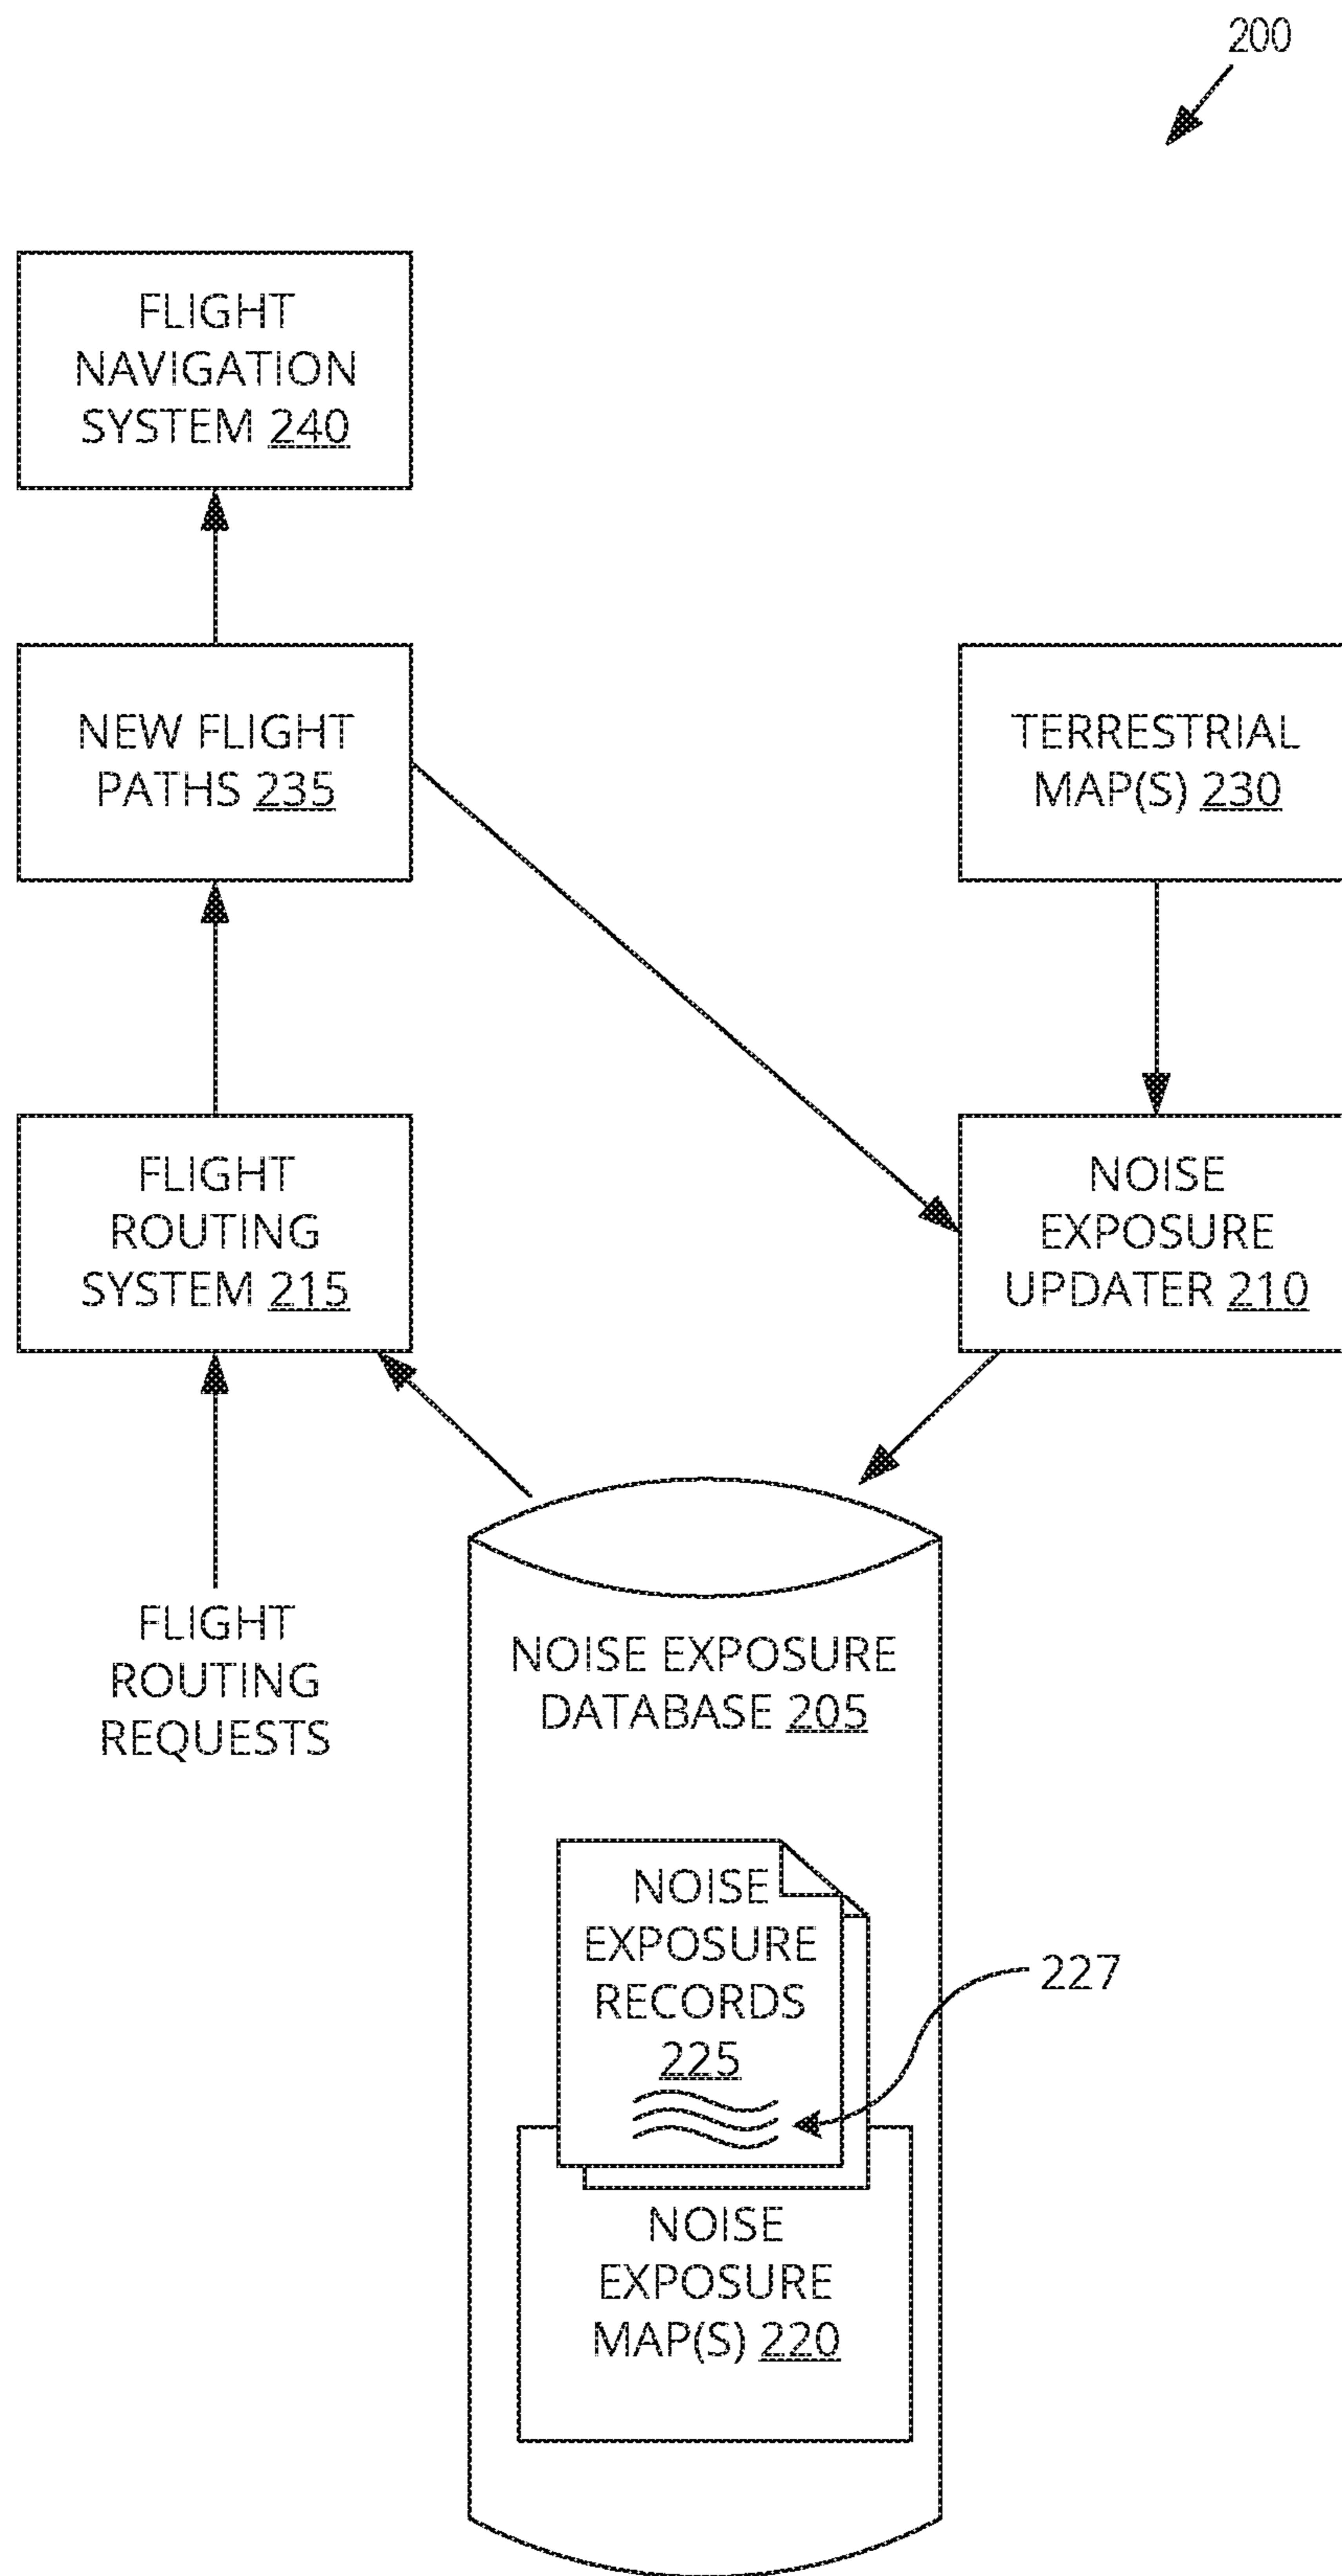 200
FLIGHT
NAVIGATION
SYSTEM 240
NEW FLIGHT
PATHS 235
TERRESTRIAL
MAP(S) 230
FLIGHT
ROUTING
SYSTEM 215
NOISE
EXPOSURE
UPDATER 210
FLIGHT
ROUTING
REQUESTS
NOISE EXPOSURE
DATABASE 205
NOISE
EXPOSURE
RECORDS
225
227
NOISE
EXPOSURE
MAP(S) 220